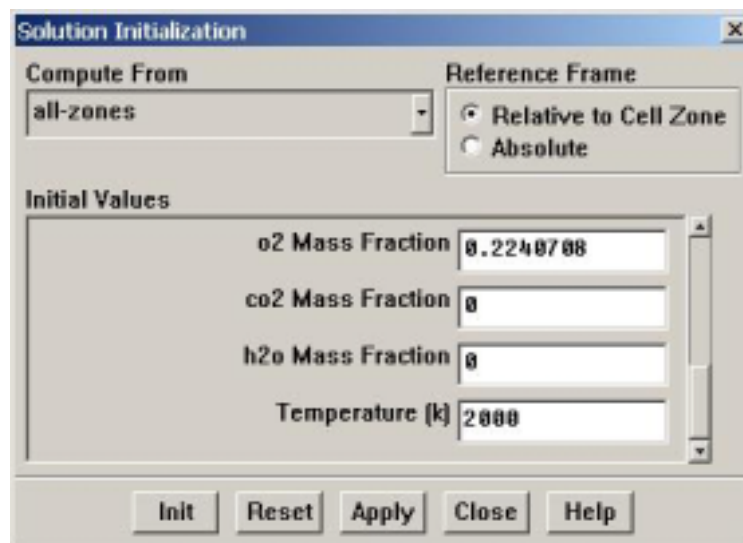 Solution Initialization
Compute From
Reference Frame
all-zones
Relative to Cell Zone
Absolute
Initial Values
o2 Mass Fraction 0.2240708
co2 Mass Fraction 0
h2o Mass Fraction 0
Temperature (k) 2000
Init Reset Apply Close Help